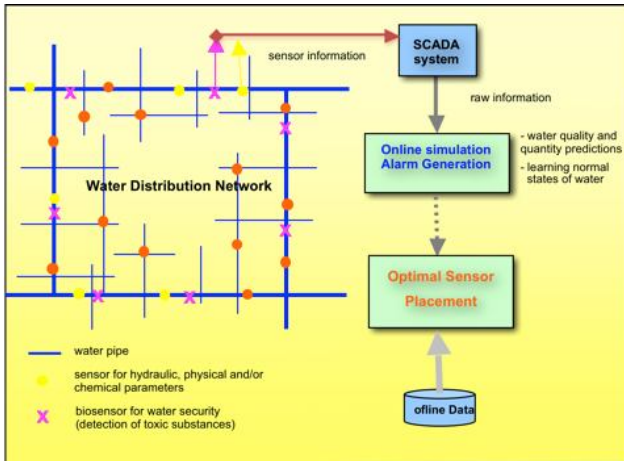 sensor information
SCADA
system
raw information
Online simulation
Alarm Generation
- water quality and
quantity predictions
- learning normal
states of water
Water Distribution Network
Optimal Sensor
Placement
water pipe
sensor for hydraulic, physical and/or
chemical parameters
biosensor for water security
(detection of toxic substances)
ofline Data